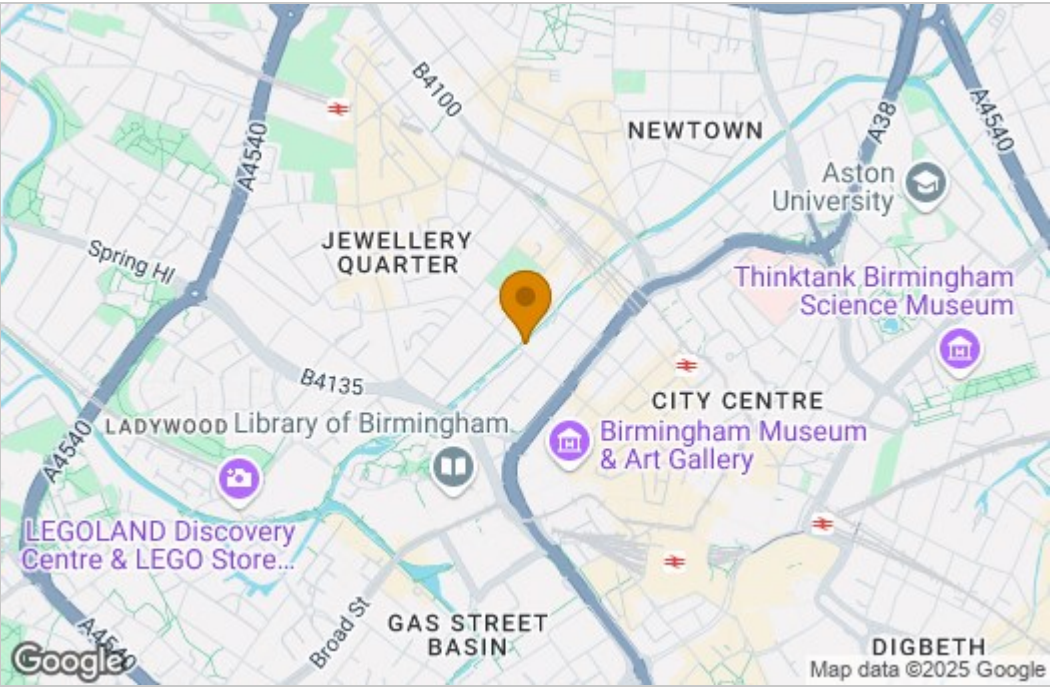 B4100
NEWTOWN
A38
A4540
A4540
Aston
University
Spring Hl
JEWELLERY
QUARTER
Thinktank Birmingham
Science Museum
B4135
CITY CENTRE
LADYWOOD
Library of Birmingham
Birmingham Museum
& Art Gallery
A4540
LEGOLAND Discovery
Centre & LEGO Store...
Broad St
GAS STREET
BASIN
A4540
DIGBETH
Google
Map data ©2025 Google